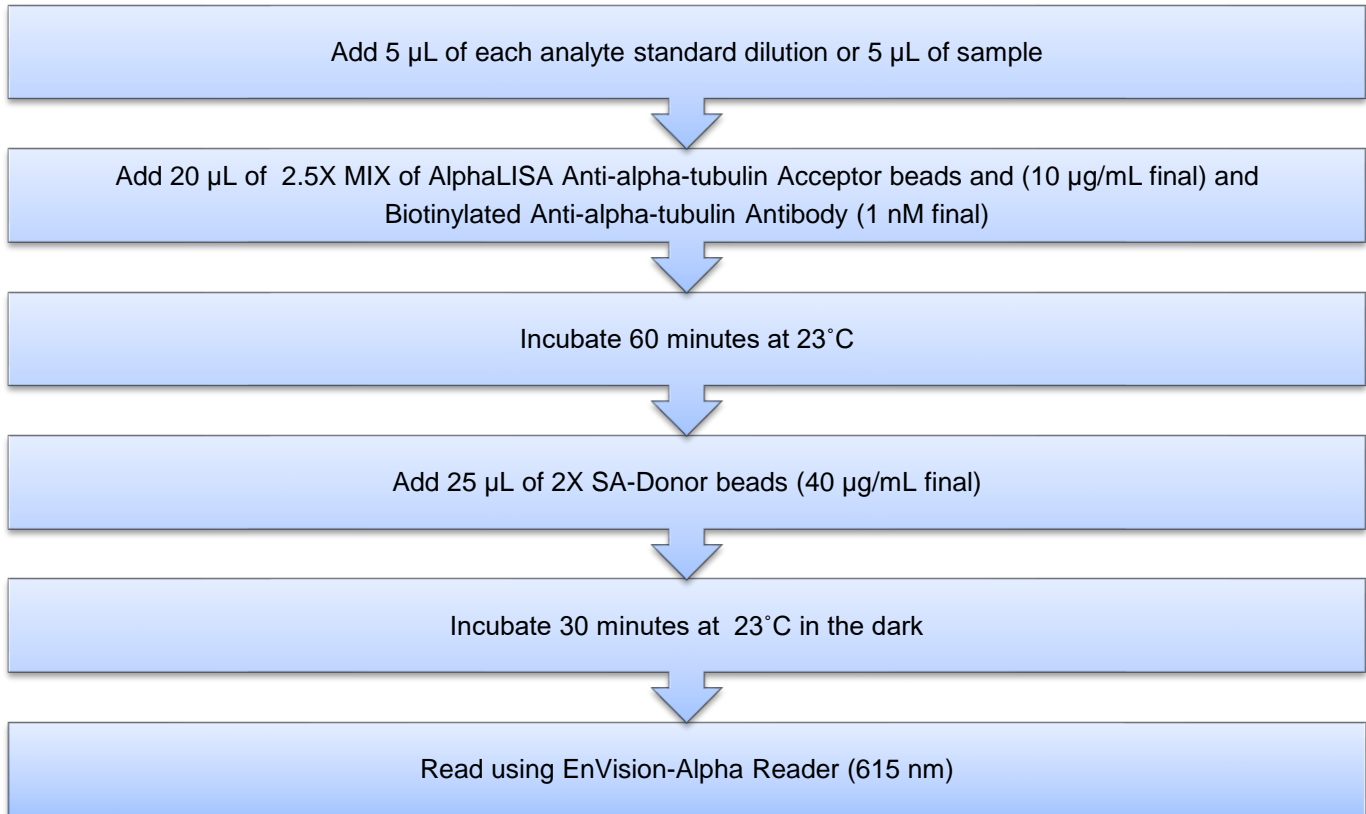 Add 5 µL of each analyte standard dilution or 5 µL of sample
Add 20 µL of 2.5X MIX of AlphaLISA Anti-alpha-tubulin Acceptor beads and (10 µg/mL final) and
Biotinylated Anti-alpha-tubulin Antibody (1 nM final)
Incubate 60 minutes at 23˚C
Add 25 µL of 2X SA-Donor beads (40 µg/mL final)
Incubate 30 minutes at 23˚C in the dark
Read using EnVision-Alpha Reader (615 nm)